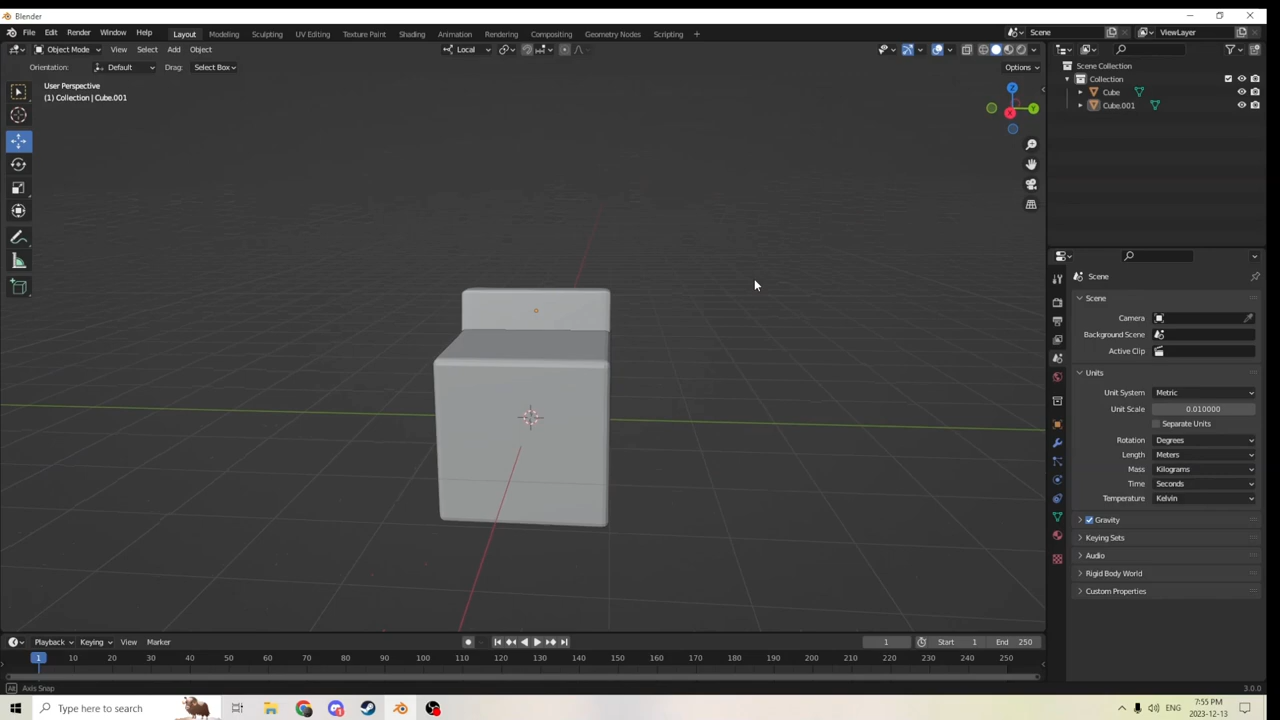 Blender
File Edit Render Window Help Layout Modeling Sculpting UV Editing Texture Paint Shading Animation Rendering Compositing Geometry Nodes Scripting + Scene ViewLayer
Object Mode View Select Add Object Local
Orientation: Default Drag: Select Box Options
User Perspective
(1) Collection | Cube.001
Z
Y
X
Scene Collection
Collection
Cube
Cube.001
Scene
Scene
Camera
Background Scene
Active Clip
Units
Unit System Metric
Unit Scale 0.010000
Separate Units
Rotation Degrees
Length Meters
Mass Kilograms
Time Seconds
Temperature Kelvin
Gravity
Keying Sets
Audio
Rigid Body World
Custom Properties
Playback Keying View Marker 1 Start 1 End 250
1 10 20 30 40 50 60 70 80 90 100 110 120 130 140 150 160 170 180 190 200 210 220 230 240 250
Alt Axis Snap 3.0.0
Type here to search ENG 7:55 PM
2023-12-13